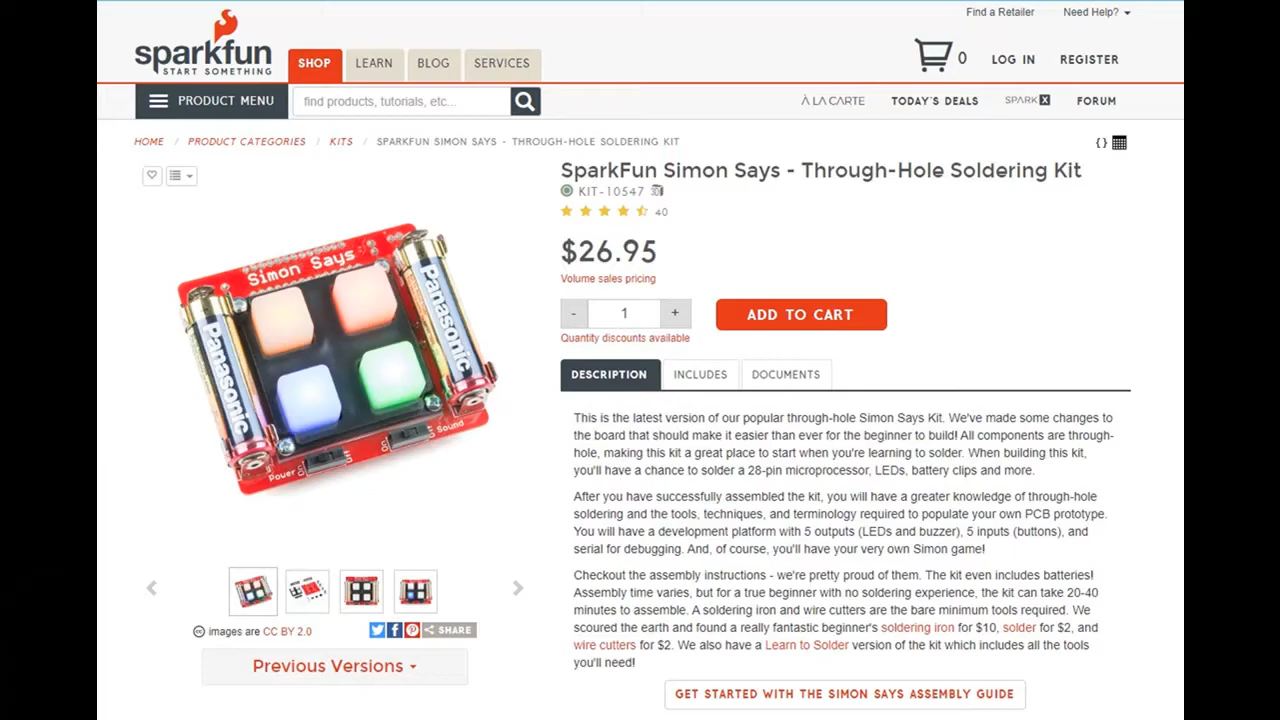 Find a Retailer Need Help?
sparkfun
START SOMETHING
SHOP LEARN BLOG SERVICES
0 LOG IN REGISTER
PRODUCT MENU find products, tutorials, etc... À LA CARTE TODAY'S DEALS SPARK X FORUM
HOME / PRODUCT CATEGORIES / KITS / SPARKFUN SIMON SAYS - THROUGH-HOLE SOLDERING KIT
{ }
SparkFun Simon Says - Through-Hole Soldering Kit
KIT-10547
40
$26.95
Volume sales pricing
- 1 + ADD TO CART
Quantity discounts available
Simon Says
Panasonic
Panasonic
Power On Off
On Off Sound
DESCRIPTION INCLUDES DOCUMENTS
This is the latest version of our popular through-hole Simon Says Kit. We've made some changes to
the board that should make it easier than ever for the beginner to build! All components are through-
hole, making this kit a great place to start when you're learning to solder. When building this kit,
you'll have a chance to solder a 28-pin microprocessor, LEDs, battery clips and more.
After you have successfully assembled the kit, you will have a greater knowledge of through-hole
soldering and the tools, techniques, and terminology required to populate your own PCB prototype.
You will have a development platform with 5 outputs (LEDs and buzzer), 5 inputs (buttons), and
serial for debugging. And, of course, you'll have your very own Simon game!
Checkout the assembly instructions - we're pretty proud of them. The kit even includes batteries!
Assembly time varies, but for a true beginner with no soldering experience, the kit can take 20-40
minutes to assemble. A soldering iron and wire cutters are the bare minimum tools required. We
scoured the earth and found a really fantastic beginner's soldering iron for $10, solder for $2, and
wire cutters for $2. We also have a Learn to Solder version of the kit which includes all the tools
you'll need!
images are CC BY 2.0 SHARE
Previous Versions
GET STARTED WITH THE SIMON SAYS ASSEMBLY GUIDE